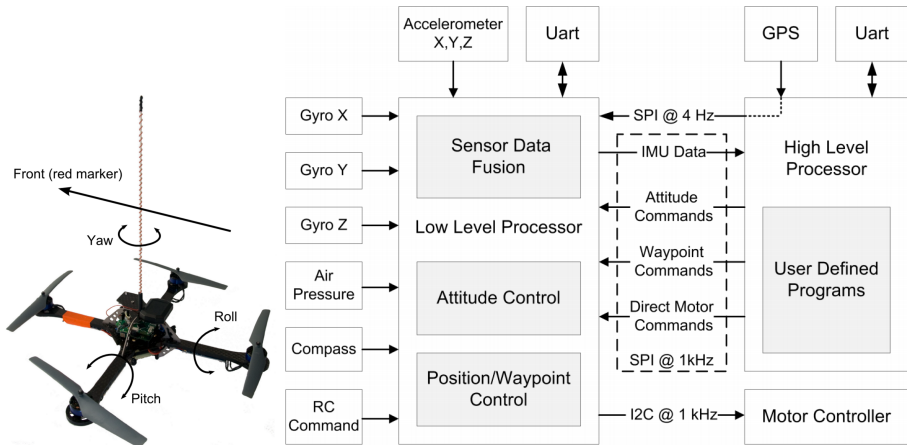 Front (red marker)
Yaw
Roll
Pitch
Accelerometer
X,Y,Z
Uart
GPS
Uart
Gyro X
Gyro Y
Gyro Z
Air
Pressure
Compass
RC
Command
Sensor Data
Fusion
Low Level Processor
Attitude Control
Position/Waypoint
Control
SPI @ 4 Hz
IMU Data
Attitude
Commands
Waypoint
Commands
Direct Motor
Commands
SPI @ 1kHz
I2C @ 1 kHz
High Level
Processor
User Defined
Programs
Motor Controller